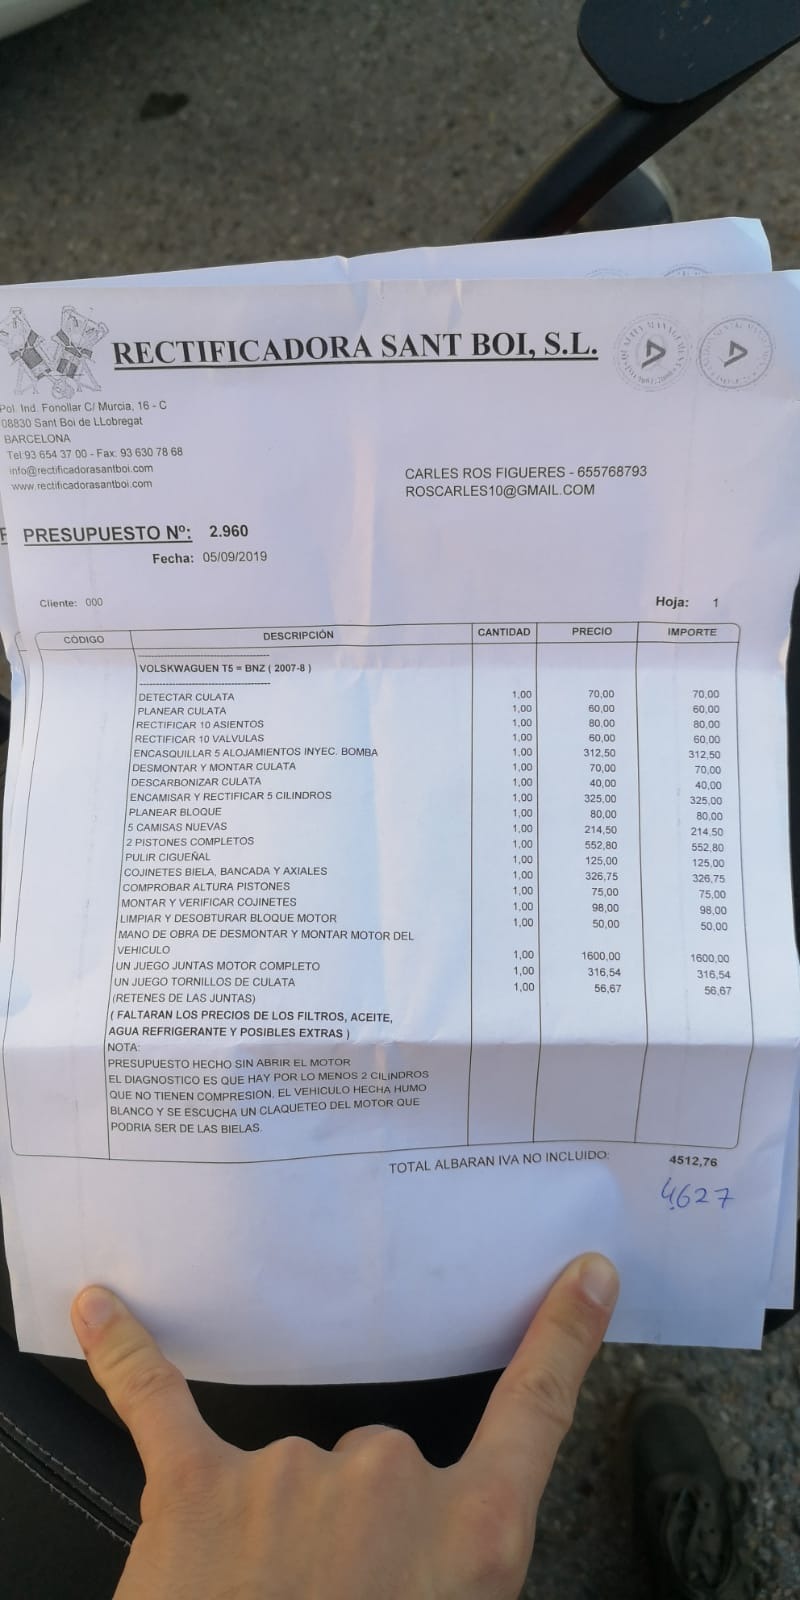 RECTIFICADORA SANT BOI, S.L.
Pol. Ind. Fonollar C/ Murcia, 16 - C
08830 Sant Boi de LLobregat
BARCELONA
Tel:93 654 37 00 - Fax: 93 630 78 68
info@rectificadorasantboi.com
www.rectificadorasantboi.com
CARLES ROS FIGUERES - 655768793
ROSCARLES10@GMAIL.COM
PRESUPUESTO Nº: 2.960
Fecha: 05/09/2019
Cliente: 000
Hoja: 1
CÓDIGO DESCRIPCIÓN CANTIDAD PRECIO IMPORTE
VOLSKWAGUEN T5 = BNZ ( 2007-8 )
DETECTAR CULATA 1,00 70,00 70,00
PLANEAR CULATA 1,00 60,00 60,00
RECTIFICAR 10 ASIENTOS 1,00 80,00 80,00
RECTIFICAR 10 VALVULAS 1,00 60,00 60,00
ENCASQUILLAR 5 ALOJAMIENTOS INYEC. BOMBA 1,00 312,50 312,50
DESMONTAR Y MONTAR CULATA 1,00 70,00 70,00
DESCARBONIZAR CULATA 1,00 40,00 40,00
ENCAMISAR Y RECTIFICAR 5 CILINDROS 1,00 325,00 325,00
PLANEAR BLOQUE 1,00 80,00 80,00
5 CAMISAS NUEVAS 1,00 214,50 214,50
2 PISTONES COMPLETOS 1,00 552,80 552,80
PULIR CIGUEÑAL 1,00 125,00 125,00
COJINETES BIELA, BANCADA Y AXIALES 1,00 326,75 326,75
COMPROBAR ALTURA PISTONES 1,00 75,00 75,00
MONTAR Y VERIFICAR COJINETES 1,00 98,00 98,00
LIMPIAR Y DESOBTURAR BLOQUE MOTOR 1,00 50,00 50,00
MANO DE OBRA DE DESMONTAR Y MONTAR MOTOR DEL
VEHICULO 1,00 1600,00 1600,00
UN JUEGO JUNTAS MOTOR COMPLETO 1,00 316,54 316,54
UN JUEGO TORNILLOS DE CULATA 1,00 56,67 56,67
(RETENES DE LAS JUNTAS)
( FALTARAN LOS PRECIOS DE LOS FILTROS, ACEITE,
AGUA REFRIGERANTE Y POSIBLES EXTRAS )
NOTA:
PRESUPUESTO HECHO SIN ABRIR EL MOTOR
EL DIAGNOSTICO ES QUE HAY POR LO MENOS 2 CILINDROS
QUE NO TIENEN COMPRESION, EL VEHICULO HECHA HUMO
BLANCO Y SE ESCUCHA UN CLAQUETEO DEL MOTOR QUE
PODRIA SER DE LAS BIELAS.
TOTAL ALBARAN IVA NO INCLUIDO: 4512,76
4,627